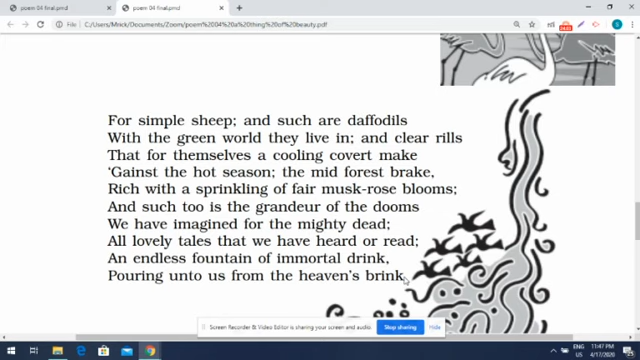 poem 04 final.pmd
poem 04 final.pmd
File | C:/Users/Mnick/Documents/Zoom/poem%2004%20a%20thing%20of%20beauty.pdf
For simple sheep; and such are daffodils
With the green world they live in; and clear rills
That for themselves a cooling covert make
‘Gainst the hot season; the mid forest brake,
Rich with a sprinkling of fair musk-rose blooms;
And such too is the grandeur of the dooms
We have imagined for the mighty dead;
All lovely tales that we have heard or read;
An endless fountain of immortal drink,
Pouring unto us from the heaven's brink
Screen Recorder & Video Editor is sharing your screen and audio.
Stop sharing
Hide
ENG
US
11:47 PM
4/17/2020